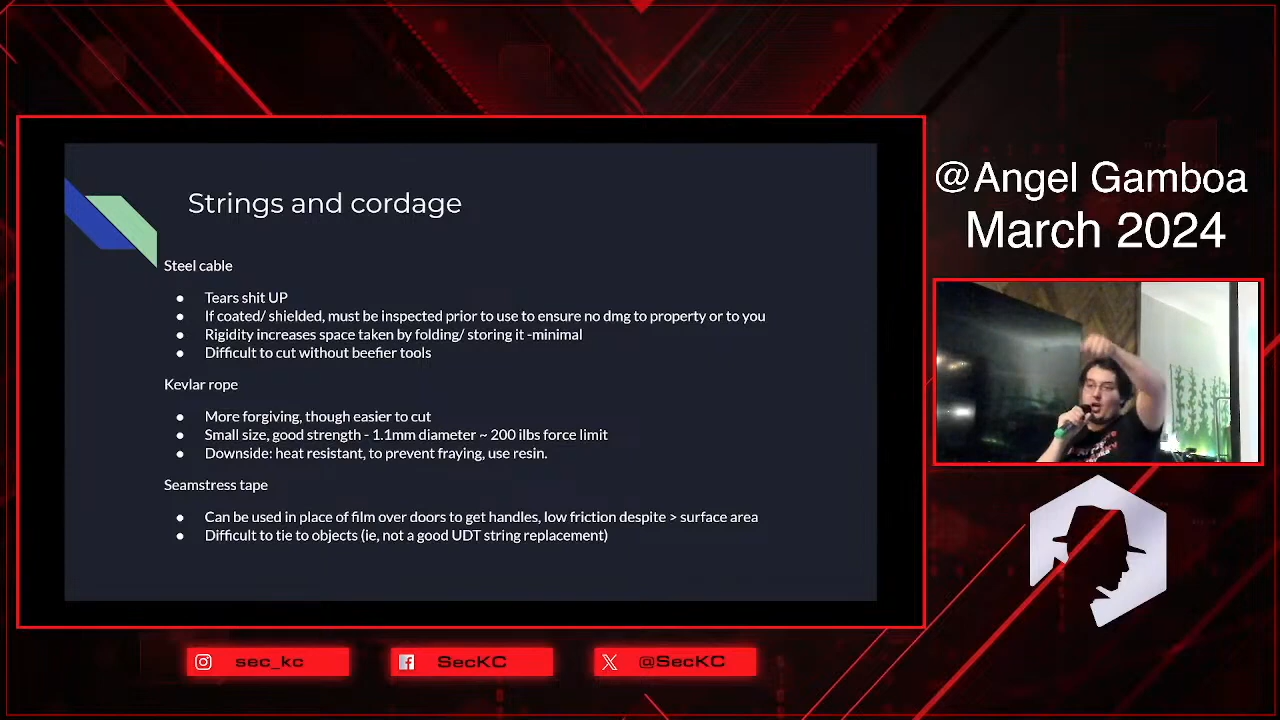 @Angel Gamboa
March 2024
Strings and cordage
Steel cable
● Tears shit UP
● If coated/ shielded, must be inspected prior to use to ensure no dmg to property or to you
● Rigidity increases space taken by folding/ storing it -minimal
● Difficult to cut without beefier tools
Kevlar rope
● More forgiving, though easier to cut
● Small size, good strength - 1.1mm diameter ~ 200 ilbs force limit
● Downside: heat resistant, to prevent fraying, use resin.
Seamstress tape
● Can be used in place of film over doors to get handles, low friction despite > surface area
● Difficult to tie to objects (ie, not a good UDT string replacement)
sec_kc
SecKC
@SecKC